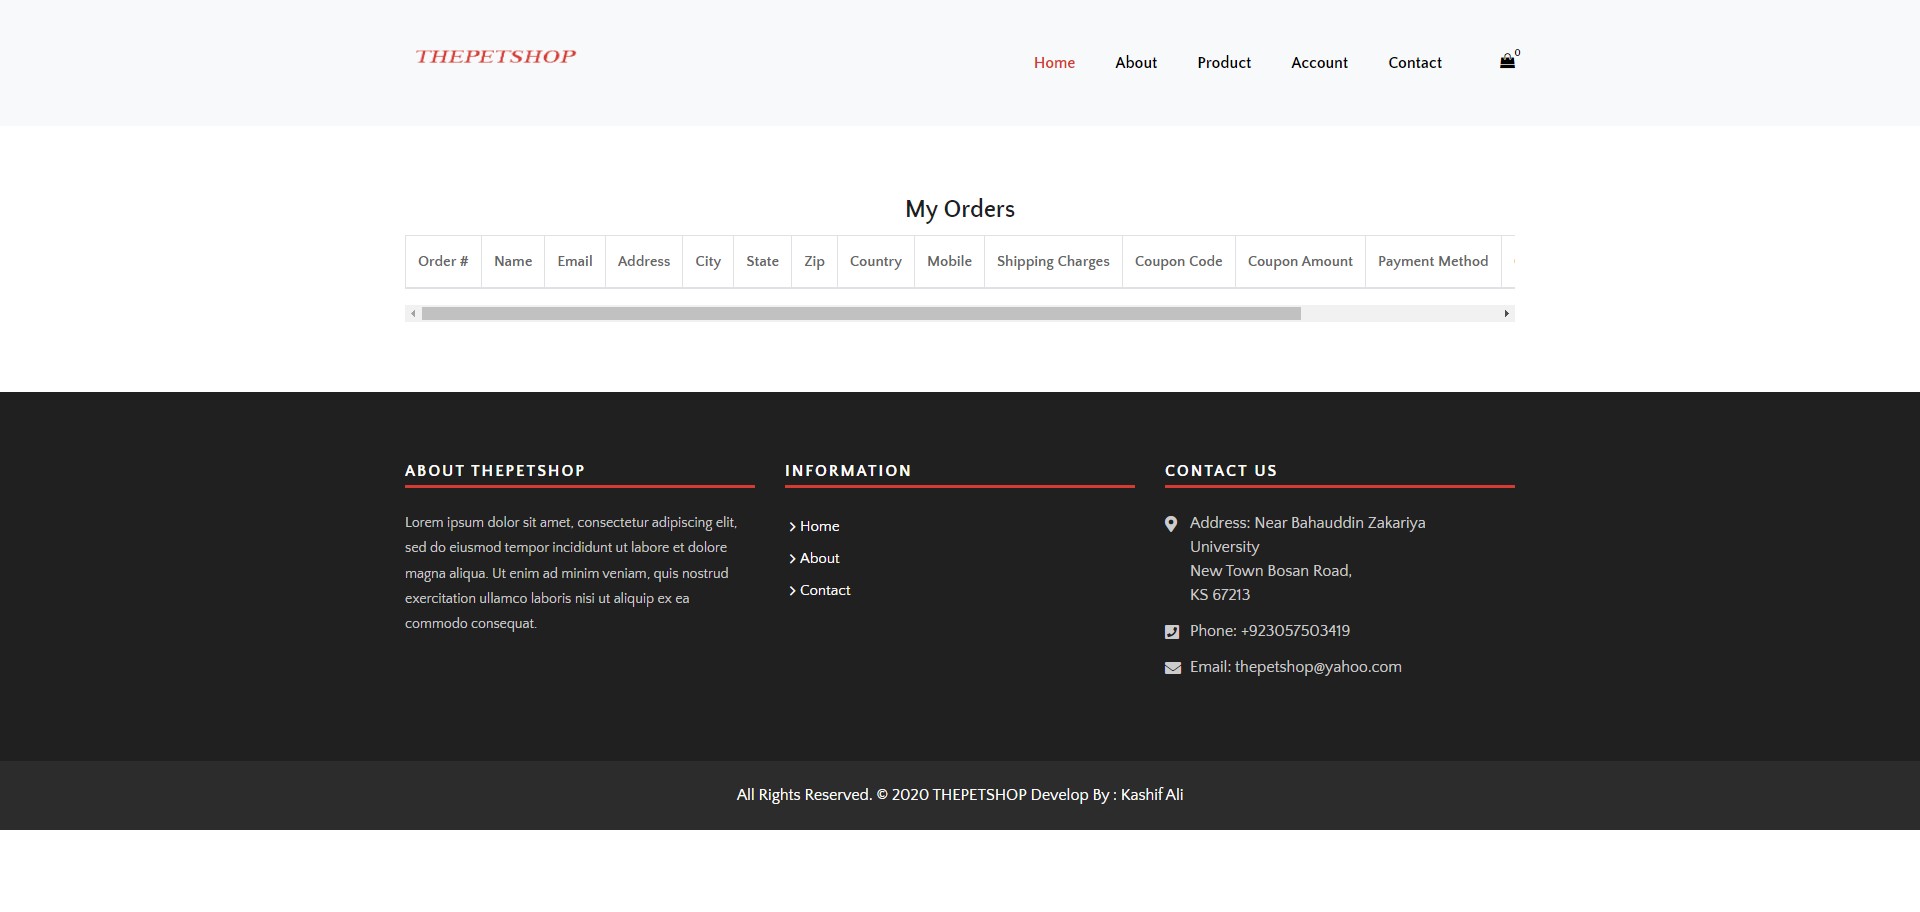 THEPETSHOP
Home About Product Account Contact 0
My Orders
Order # Name Email Address City State Zip Country Mobile Shipping Charges Coupon Code Coupon Amount Payment Method
ABOUT THEPETSHOP
Lorem ipsum dolor sit amet, consectetur adipiscing elit,
sed do eiusmod tempor incididunt ut labore et dolore
magna aliqua. Ut enim ad minim veniam, quis nostrud
exercitation ullamco laboris nisi ut aliquip ex ea
commodo consequat.
INFORMATION
Home
About
Contact
CONTACT US
Address: Near Bahauddin Zakariya
University
New Town Bosan Road,
KS 67213
Phone: +923057503419
Email: thepetshop@yahoo.com
All Rights Reserved. © 2020 THEPETSHOP Develop By : Kashif Ali